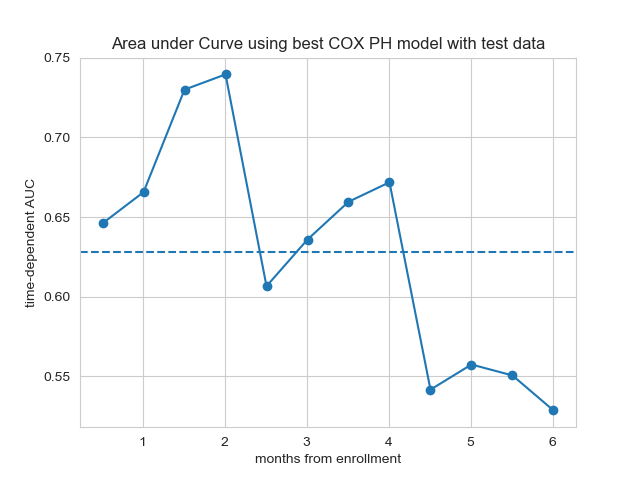 Area under Curve using best COX PH model with test data
time-dependent AUC
0.75
0.70
0.65
0.60
0.55
1 2 3 4 5 6
months from enrollment